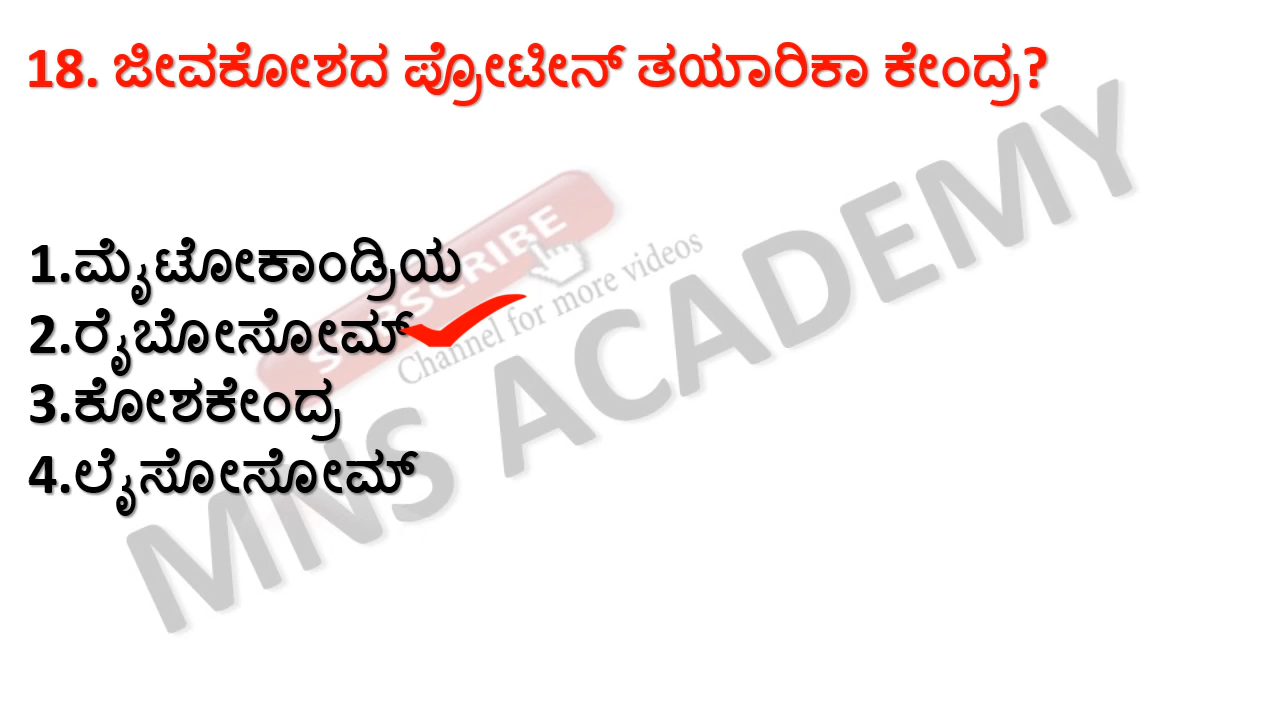 18. ಜೀವಕೋಶದ ಪ್ರೋಟೀನ್ ತಯಾರಿಕಾ ಕೇಂದ್ರ?
1.ಮೈಟೋಕಾಂಡ್ರಿಯ
2.ರೈಬೋಸೋಮ್
3.ಕೋಶಕೇಂದ್ರ
4.ಲೈಸೋಸೋಮ್
SUBSCRIBE
Channel for more videos
MNS ACADEMY